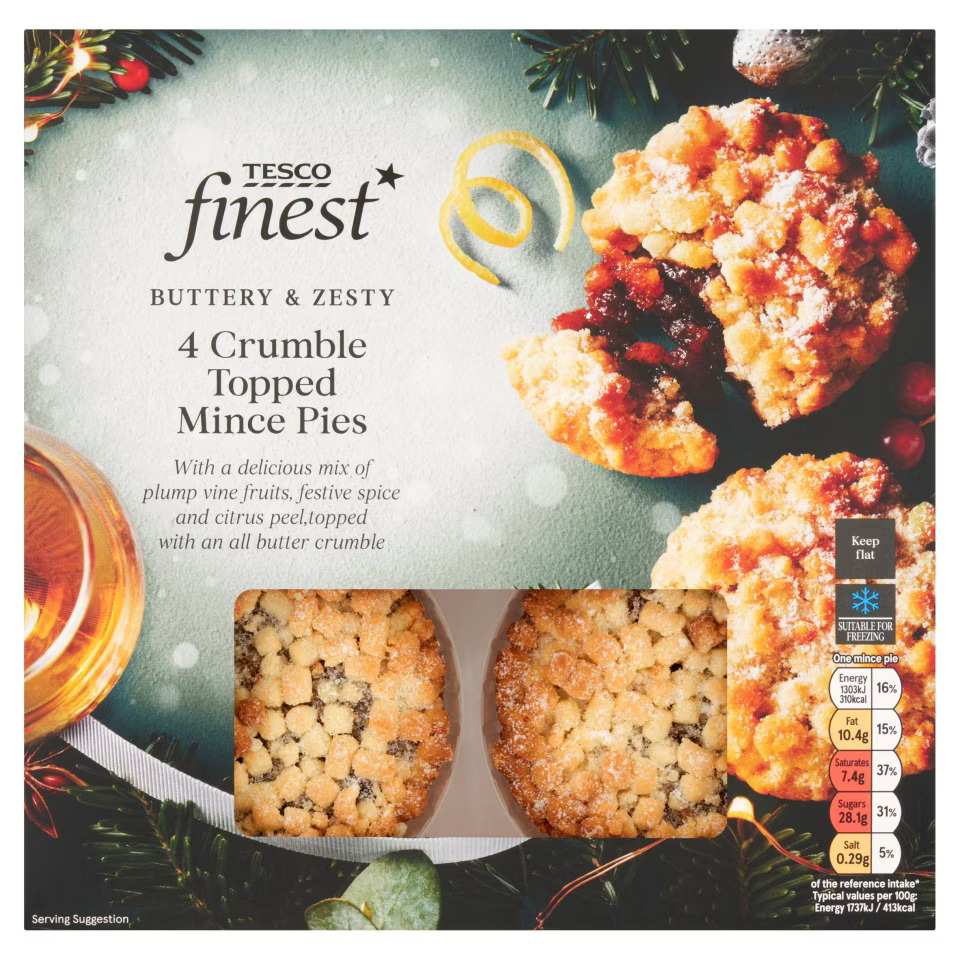 TESCO
finest*
BUTTERY & ZESTY
4 Crumble
Topped
Mince Pies
With a delicious mix of
plump vine fruits, festive spice
and citrus peel,topped
with an all butter crumble
Keep
flat
SUITABLE FOR
FREEZING
One mince pie
Energy
1303kJ
310kcal
16%
Fat
10.4g
15%
Saturates
7.4g
37%
Sugars
28.1g
31%
Salt
0.29g
5%
of the reference intake*
Typical values per 100g:
Energy 1737kJ / 413kcal
Serving Suggestion